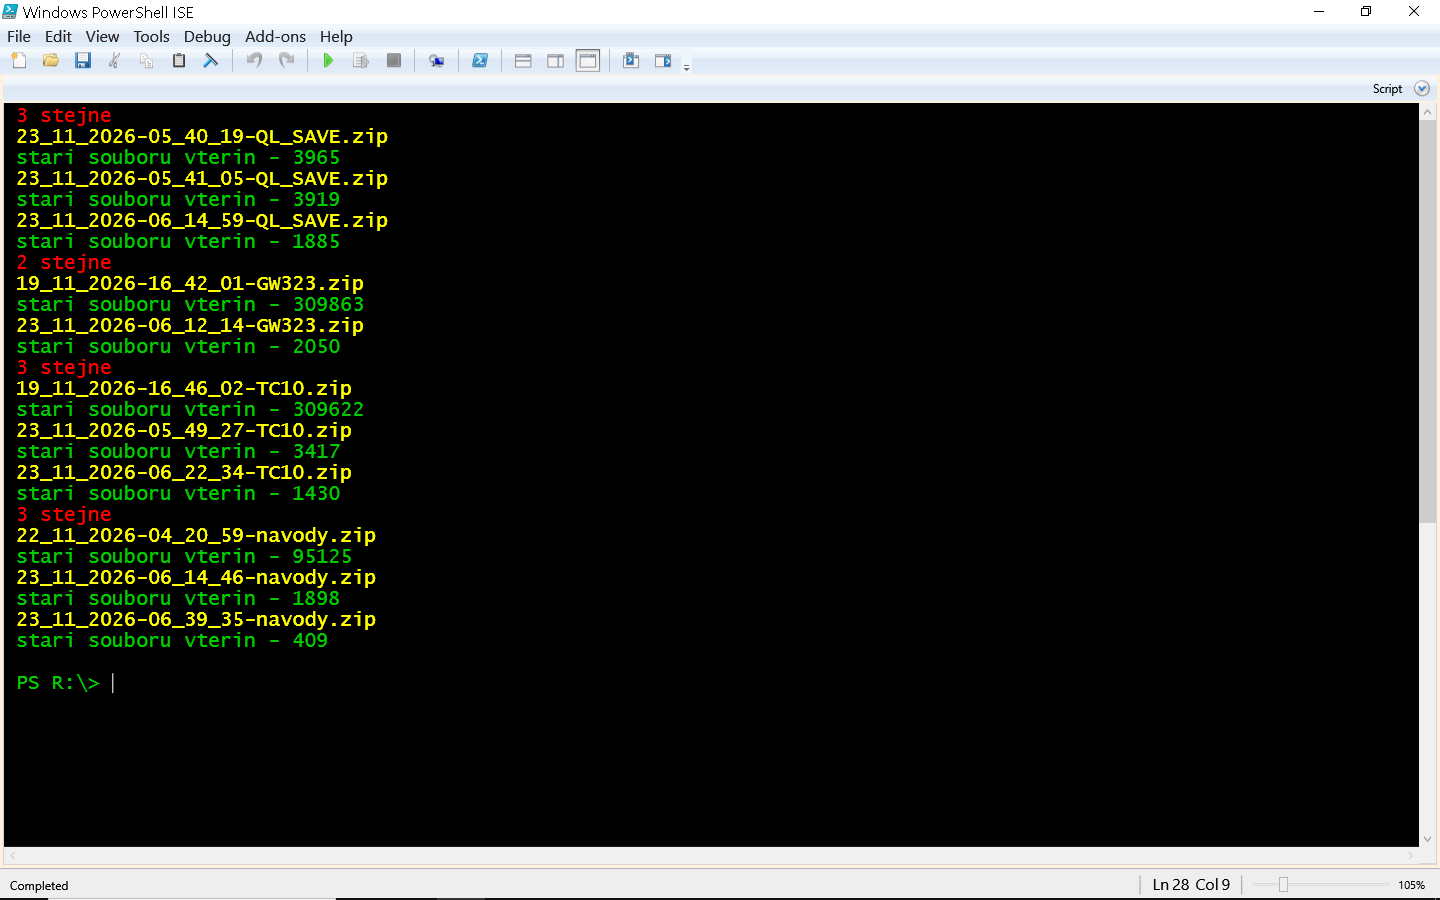 Windows PowerShell ISE
File Edit View Tools Debug Add-ons Help
Script
3 stejne
23_11_2026-05_40_19-QL_SAVE.zip
stari souboru vterin - 3965
23_11_2026-05_41_05-QL_SAVE.zip
stari souboru vterin - 3919
23_11_2026-06_14_59-QL_SAVE.zip
stari souboru vterin - 1885
2 stejne
19_11_2026-16_42_01-GW323.zip
stari souboru vterin - 309863
23_11_2026-06_12_14-GW323.zip
stari souboru vterin - 2050
3 stejne
19_11_2026-16_46_02-TC10.zip
stari souboru vterin - 309622
23_11_2026-05_49_27-TC10.zip
stari souboru vterin - 3417
23_11_2026-06_22_34-TC10.zip
stari souboru vterin - 1430
3 stejne
22_11_2026-04_20_59-navody.zip
stari souboru vterin - 95125
23_11_2026-06_14_46-navody.zip
stari souboru vterin - 1898
23_11_2026-06_39_35-navody.zip
stari souboru vterin - 409
PS R:\>
Completed
Ln 28 Col 9
105%